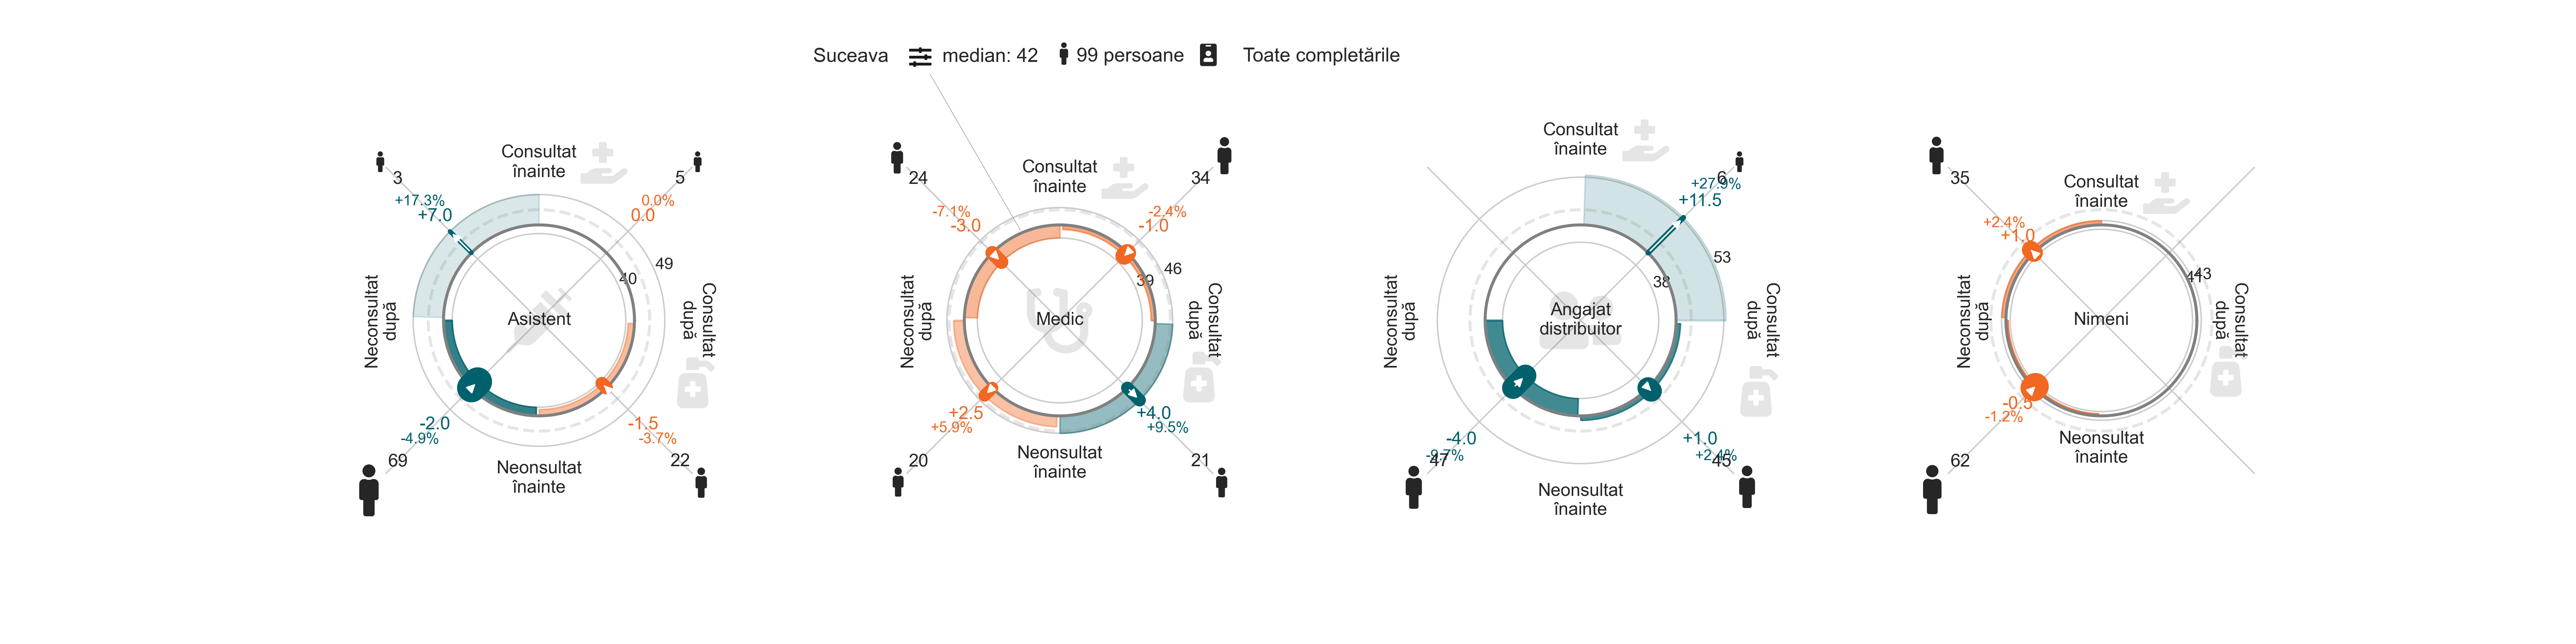 Suceava median: 42 99 persoane Toate completările
Consultat
înainte
3
5
+17.3%
+7.0
0.0%
0.0
49
40
Neconsultat
după
Asistent
Consultat
după
-2.0
-4.9%
-1.5
-3.7%
69
22
Neonsultat
înainte
Consultat
înainte
24
34
-7.1%
-3.0
-2.4%
-1.0
46
39
Neconsultat
după
Medic
Consultat
după
+2.5
+5.9%
+4.0
+9.5%
20
21
Neonsultat
înainte
Consultat
înainte
6
+27.9%
+11.5
53
38
Neconsultat
după
Angajat
distribuitor
Consultat
după
-4.0
-9.7%
47
+1.0
+2.4%
45
Neonsultat
înainte
35
Consultat
înainte
+2.4%
+1.0
43
Neconsultat
după
Nimeni
Consultat
după
-0.5
-1.2%
62
Neonsultat
înainte